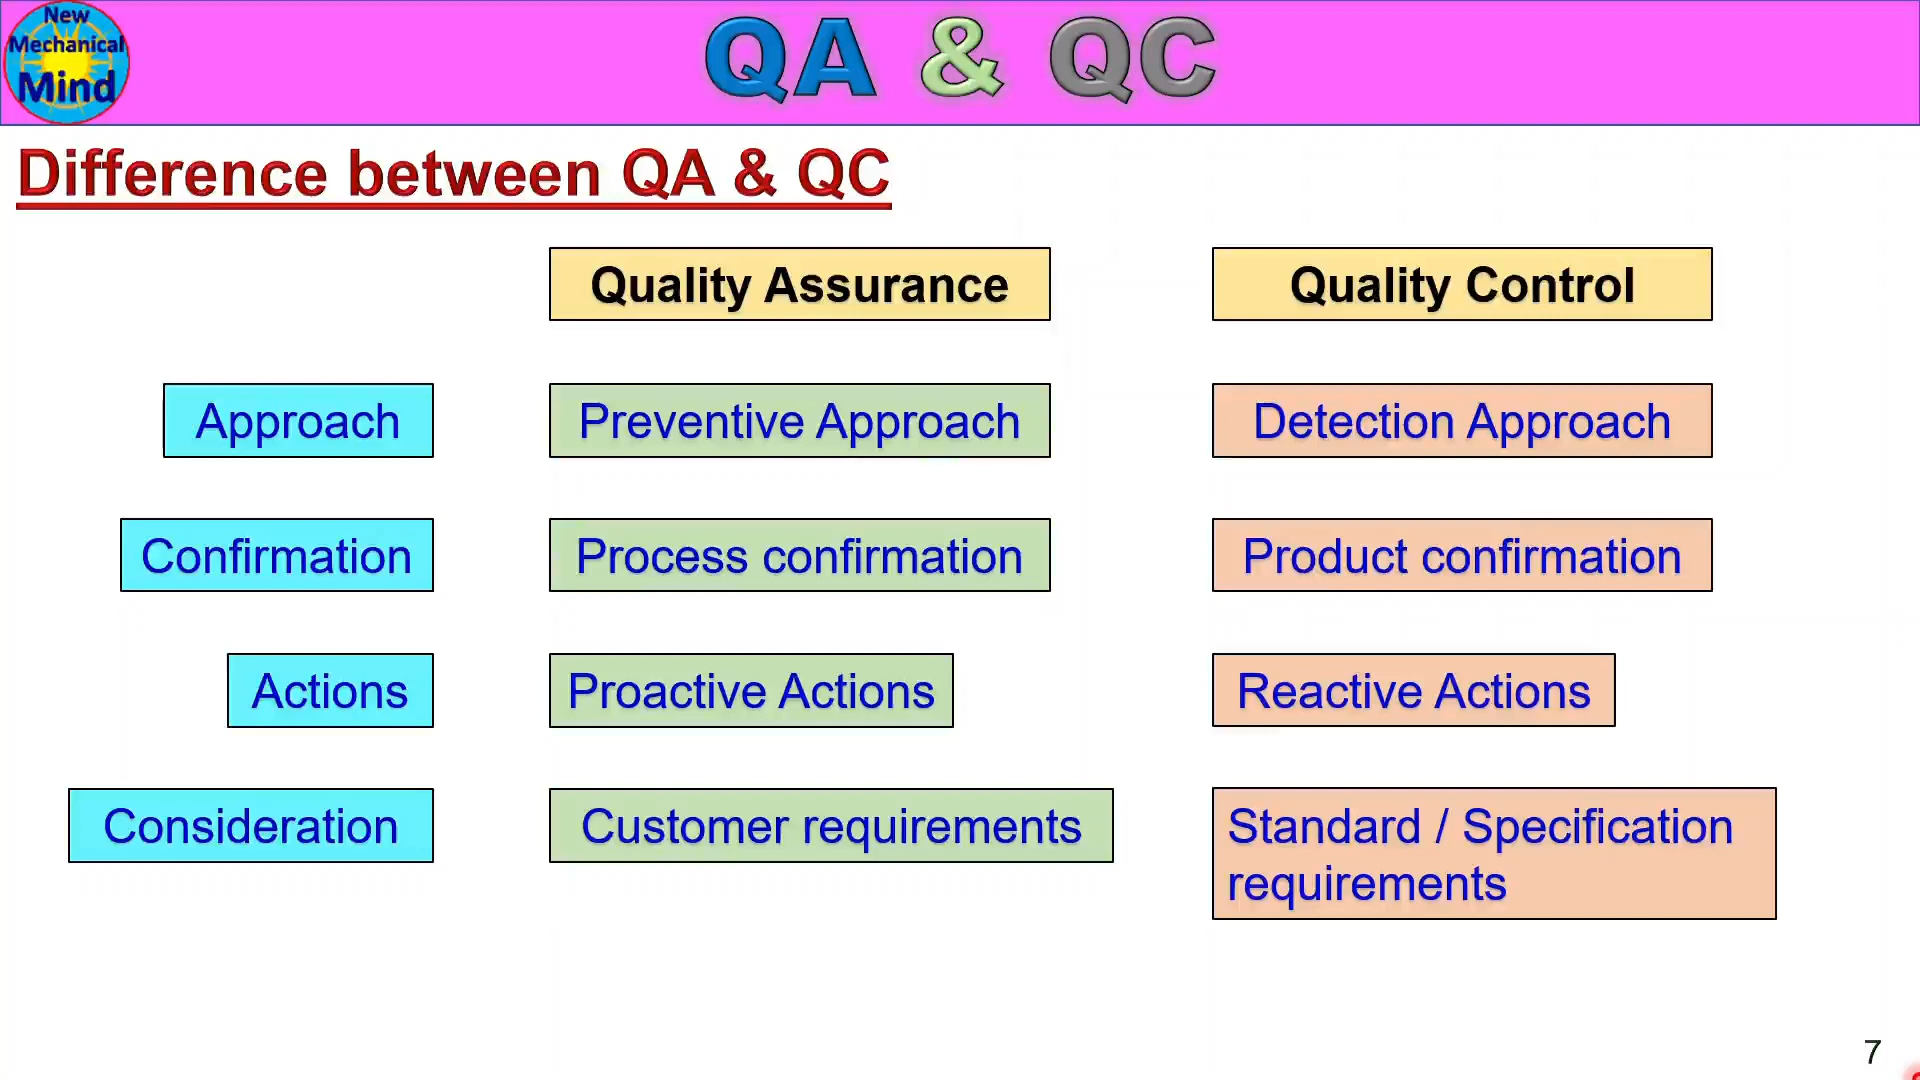 New
Mechanical
Mind
QA & QC
Difference between QA & QC
Quality Assurance
Quality Control
Approach
Preventive Approach
Detection Approach
Confirmation
Process confirmation
Product confirmation
Actions
Proactive Actions
Reactive Actions
Consideration
Customer requirements
Standard / Specification
requirements
7